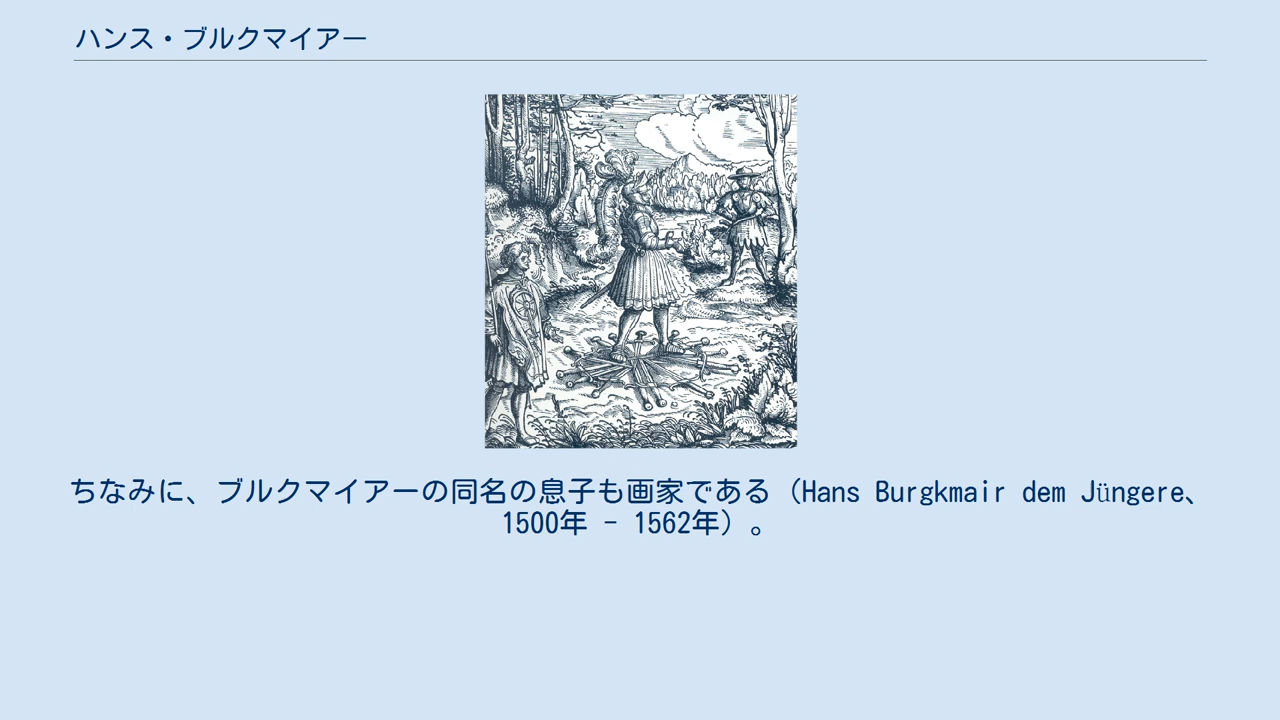 ハンス・ブルクマイアー
ちなみに、ブルクマイアーの同名の息子も画家である（Hans Burgkmair dem Jüngere、
1500年 - 1562年）。